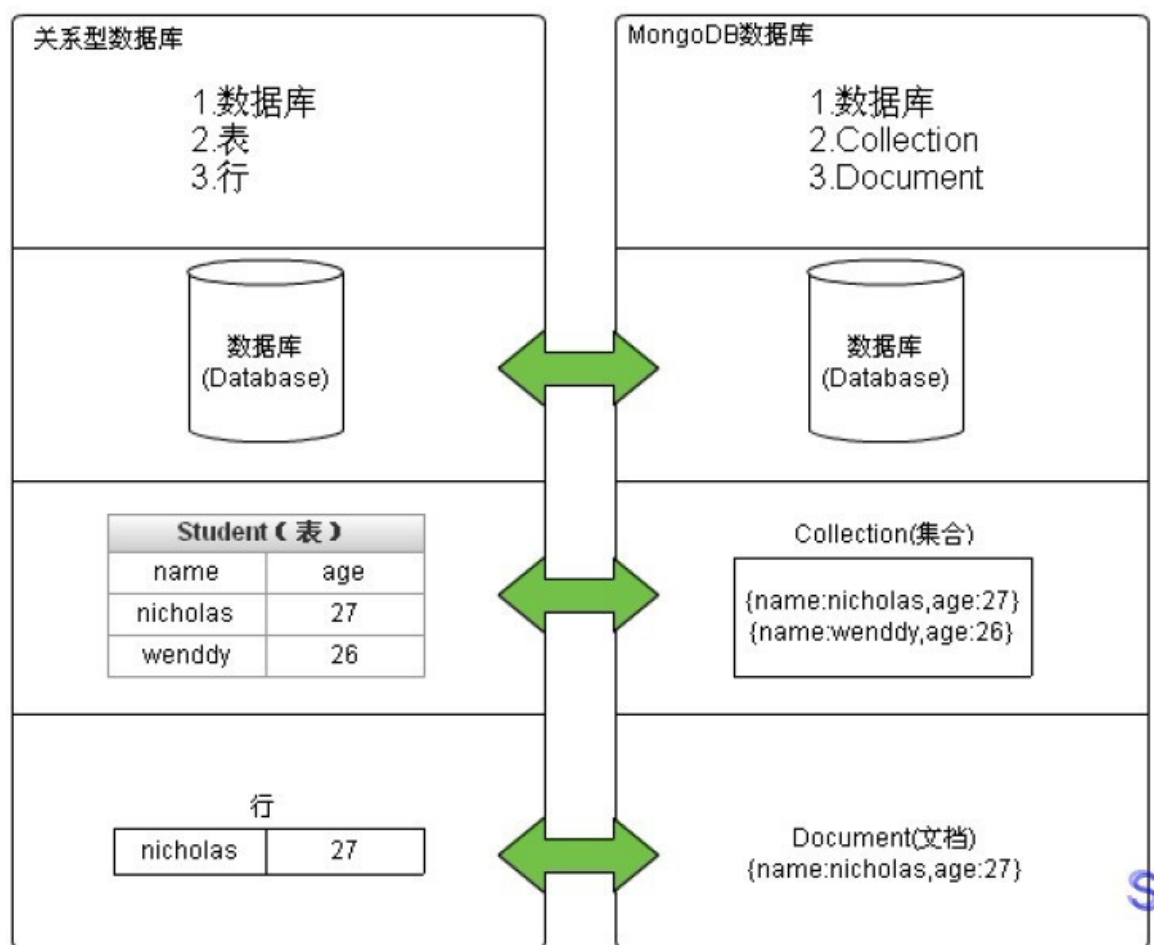 关系型数据库
1.数据库
2.表
3.行
MongoDB数据库
1.数据库
2.Collection
3.Document
数据库
(Database)
数据库
(Database)
Student(表)
name age
nicholas 27
wenddy 26
Collection(集合)
{name:nicholas,age:27}
{name:wenddy,age:26}
行
nicholas 27
Document(文档)
{name:nicholas,age:27}
S